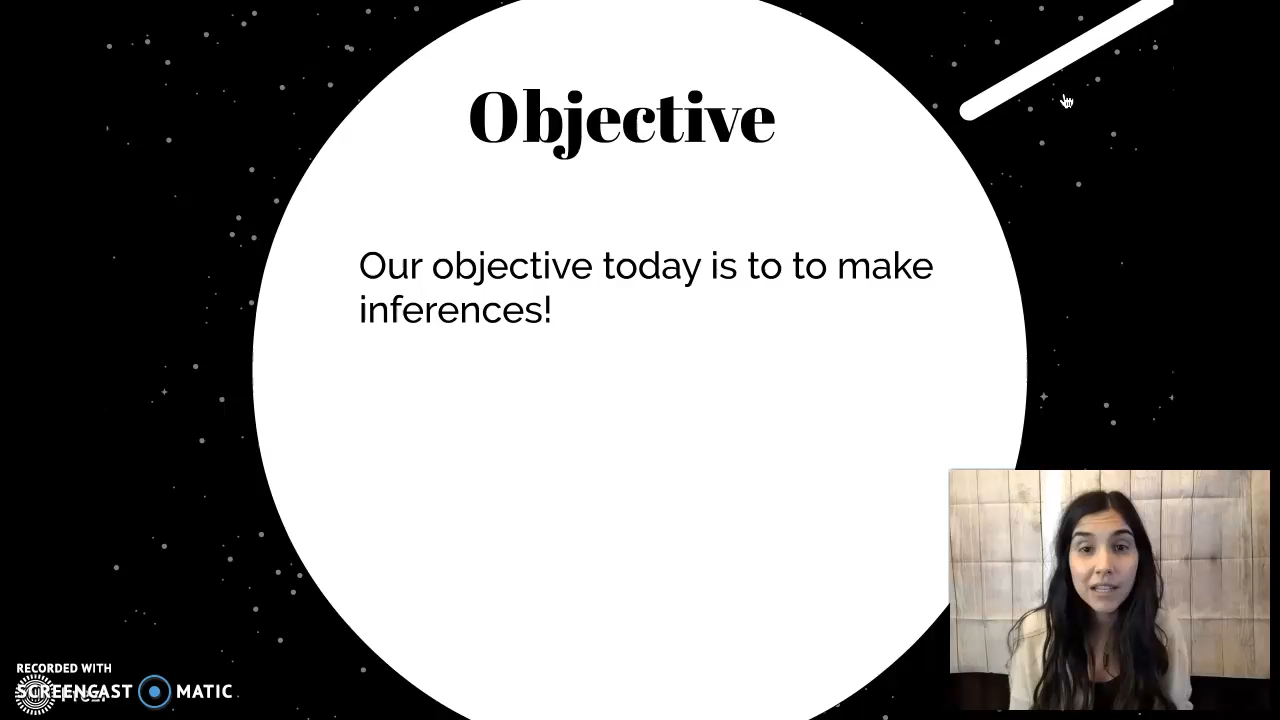 Objective
Our objective today is to to make
inferences!
RECORDED WITH
SCREENCAST MATIC